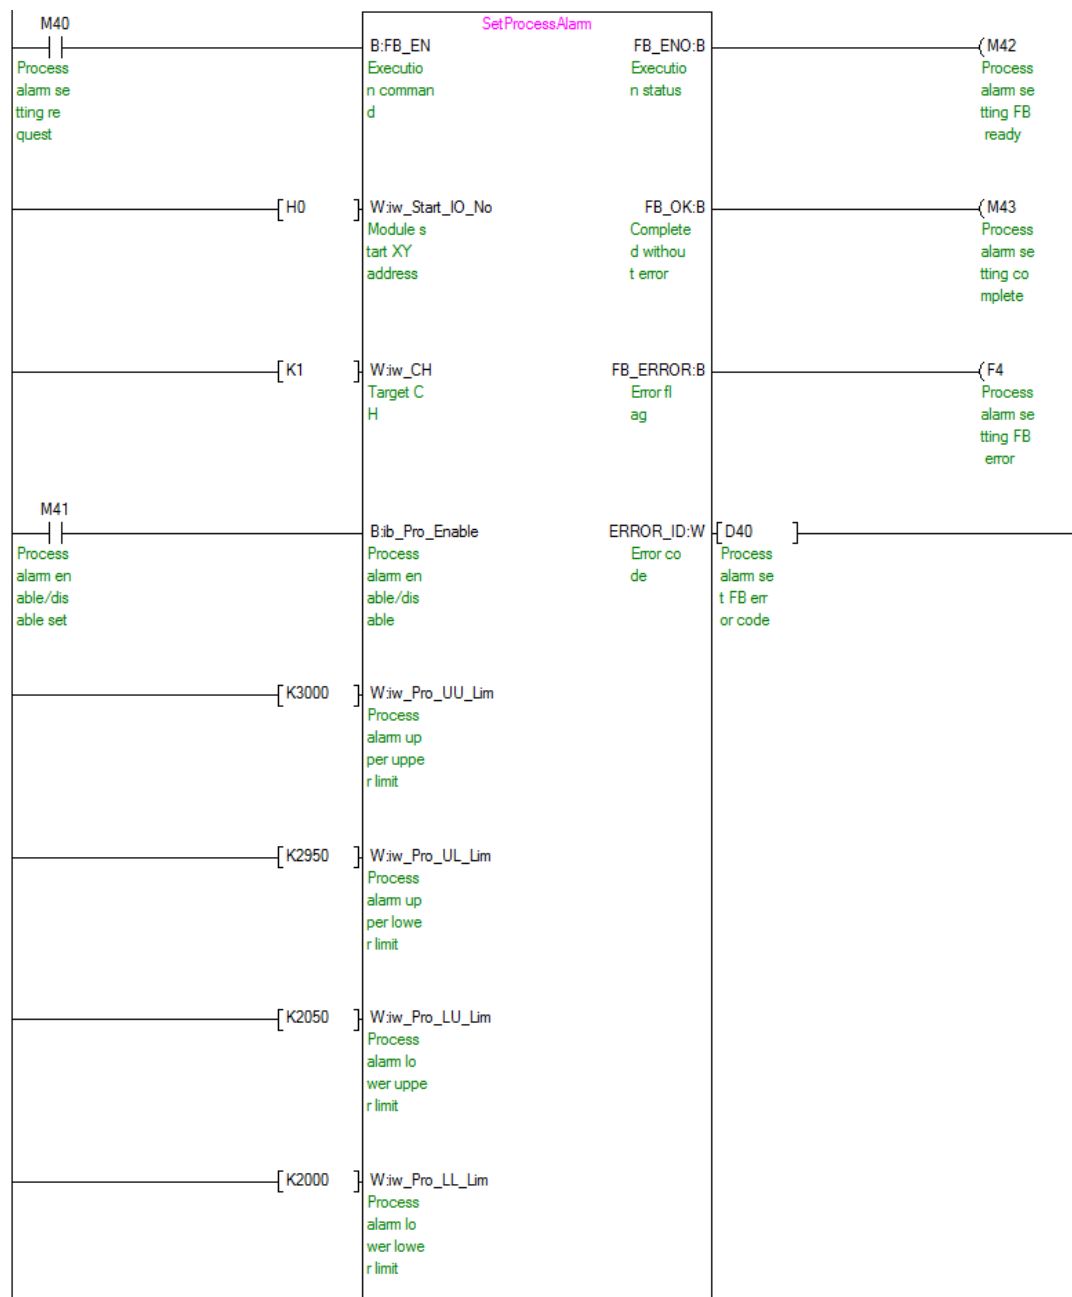 SetProcessAlarm
M40
B:FB_EN
FB_ENO:B
M42
Process
alarm se
tting re
quest
Executio
n comman
d
Executio
n status
Process
alarm se
tting FB
ready
H0
W:iw_Start_IO_No
FB_OK:B
M43
Module s
tart XY
address
Complete
d withou
t error
Process
alarm se
tting co
mplete
K1
W:iw_CH
FB_ERROR:B
F4
Target C
H
Error fl
ag
Process
alarm se
tting FB
error
M41
B:ib_Pro_Enable
ERROR_ID:W
D40
Process
alarm en
able/dis
able set
Process
alarm en
able/dis
able
Error co
de
Process
alarm se
t FB err
or code
K3000
W:iw_Pro_UU_Lim
Process
alarm up
per uppe
r limit
K2950
W:iw_Pro_UL_Lim
Process
alarm up
per lowe
r limit
K2050
W:iw_Pro_LU_Lim
Process
alarm lo
wer uppe
r limit
K2000
W:iw_Pro_LL_Lim
Process
alarm lo
wer lowe
r limit